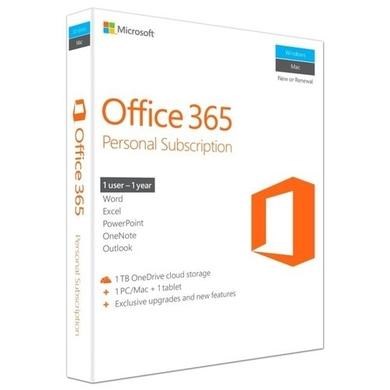 Microsoft
Windows
Mac
New or Renewal
Office 365
Personal Subscription
1 user – 1 year
Word
Excel
PowerPoint
OneNote
Outlook
1 TB OneDrive cloud storage
+ 1 PC/Mac + 1 tablet
+ Exclusive upgrades and new features
Mac
Office 365
Personal Subscription